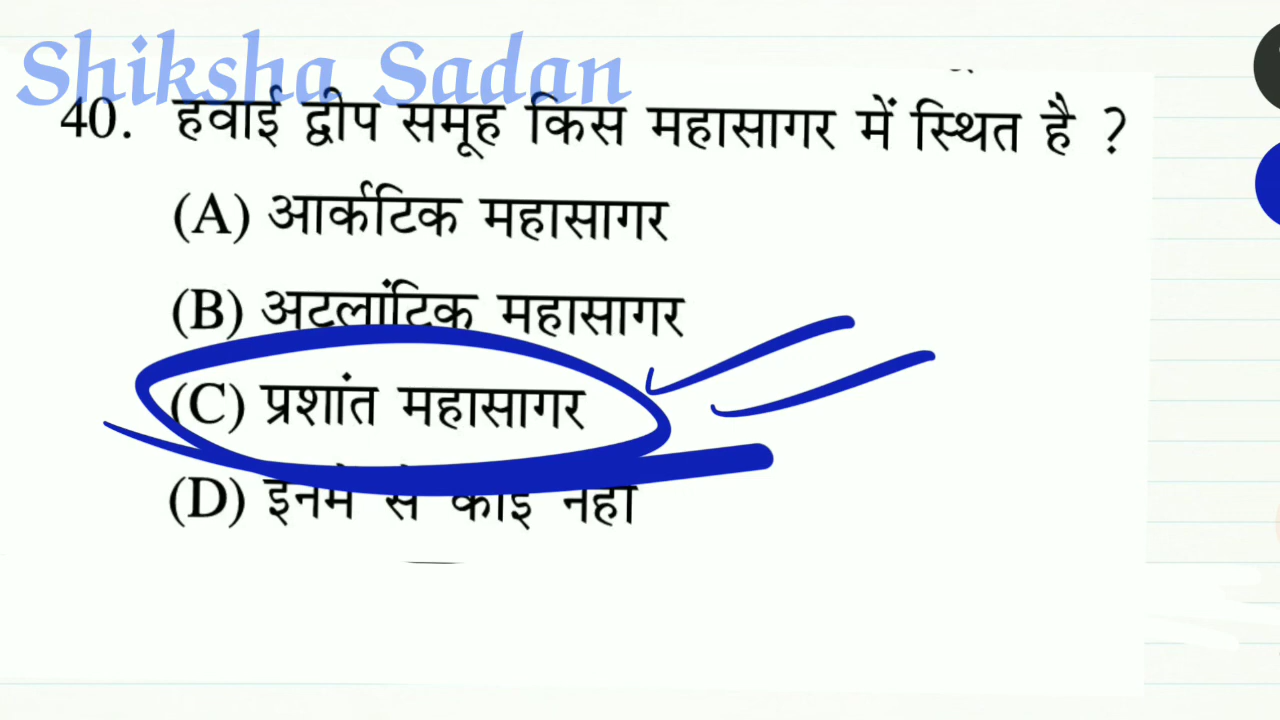 Shiksha Sadan
40. हवाई द्वीप समूह किस महासागर में स्थित है ?
(A) आर्कटिक महासागर
(B) अटलांटिक महासागर
(C) प्रशांत महासागर
(D) इनमें से कोई नहीं